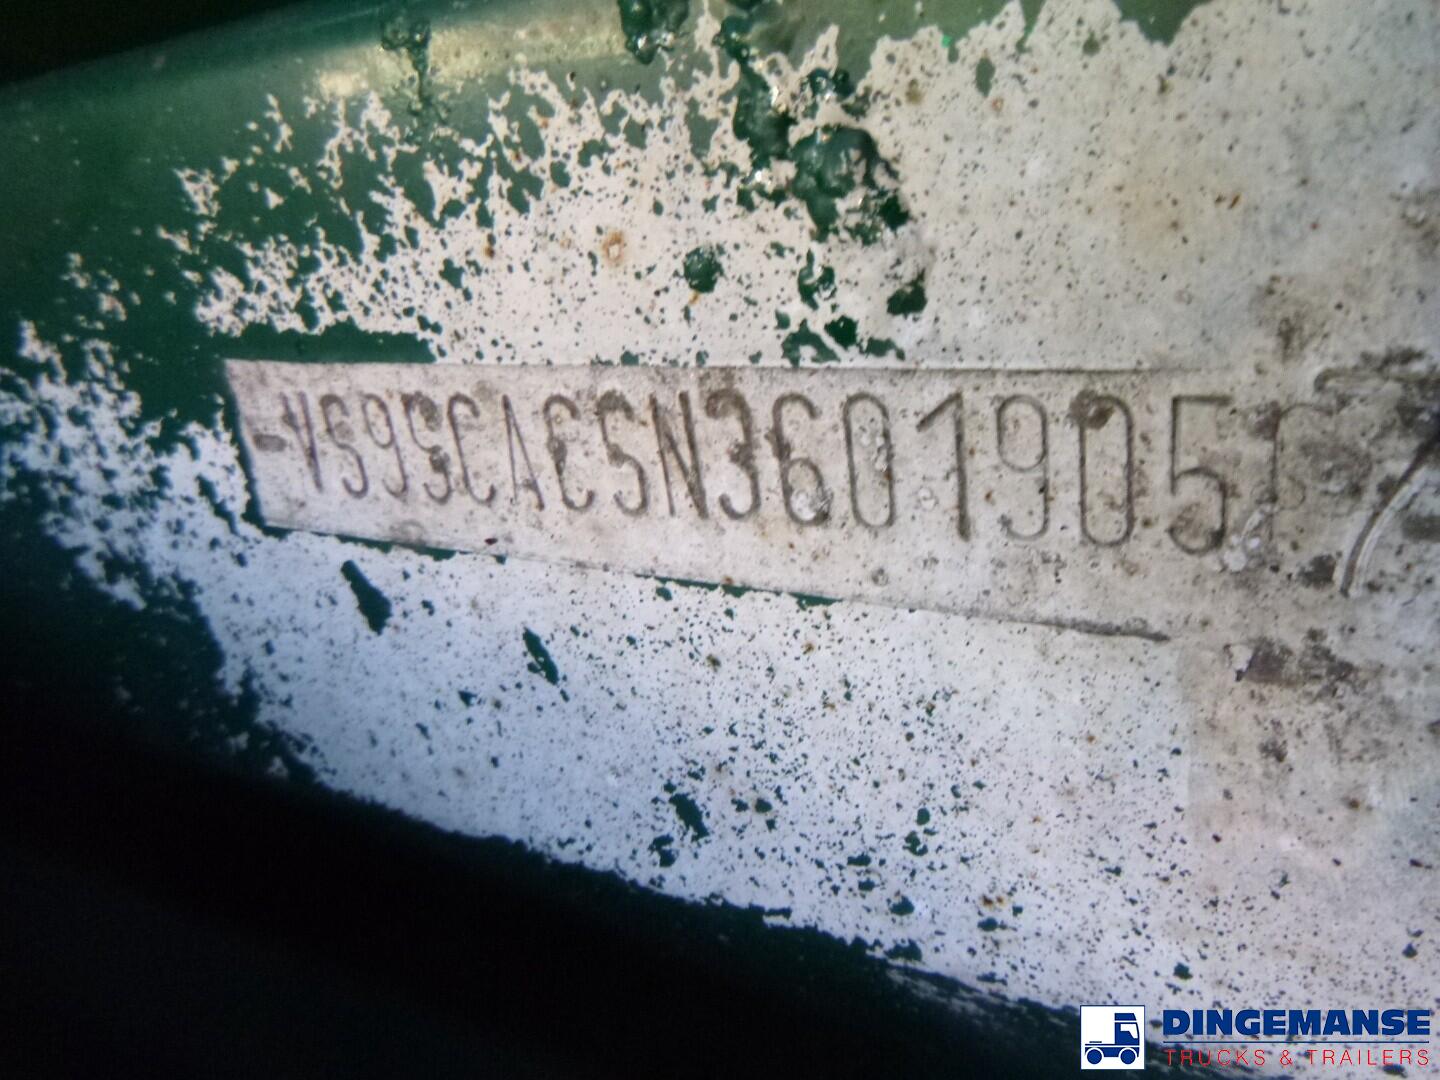 VS9SCACSN3601905
DINGEMANSE
TRUCKS & TRAILERS